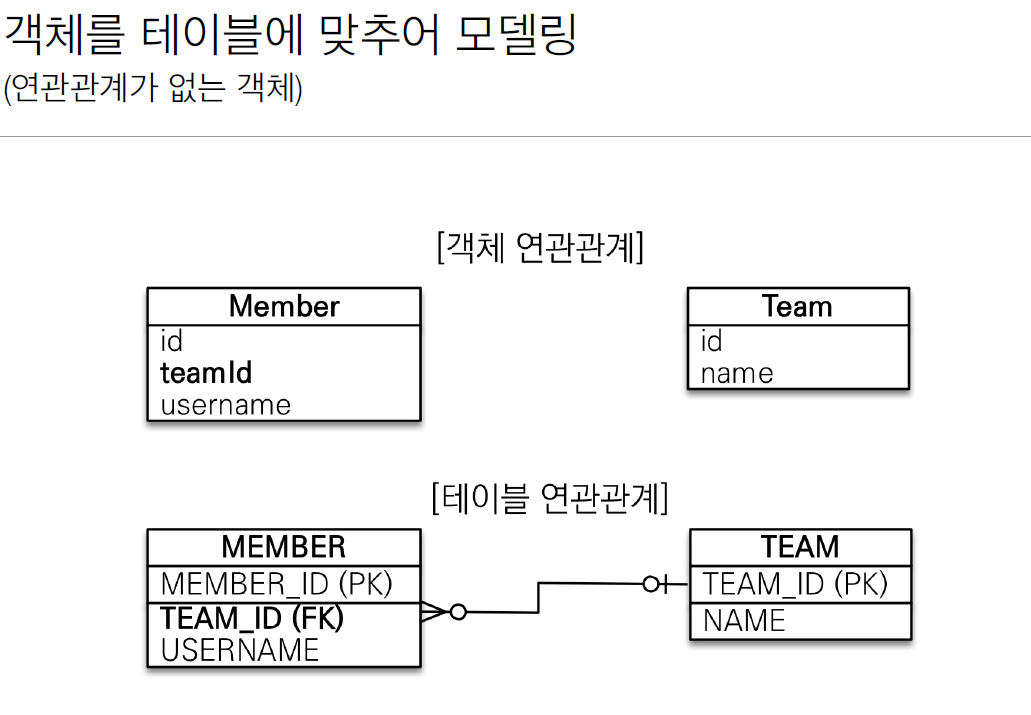 객체를 테이블에 맞추어 모델링
(연관관계가 없는 객체)
[객체 연관관계]
Member
id
teamId
username
Team
id
name
[테이블 연관관계]
MEMBER
MEMBER_ID (PK)
TEAM_ID (FK)
USERNAME
TEAM
TEAM_ID (PK)
NAME